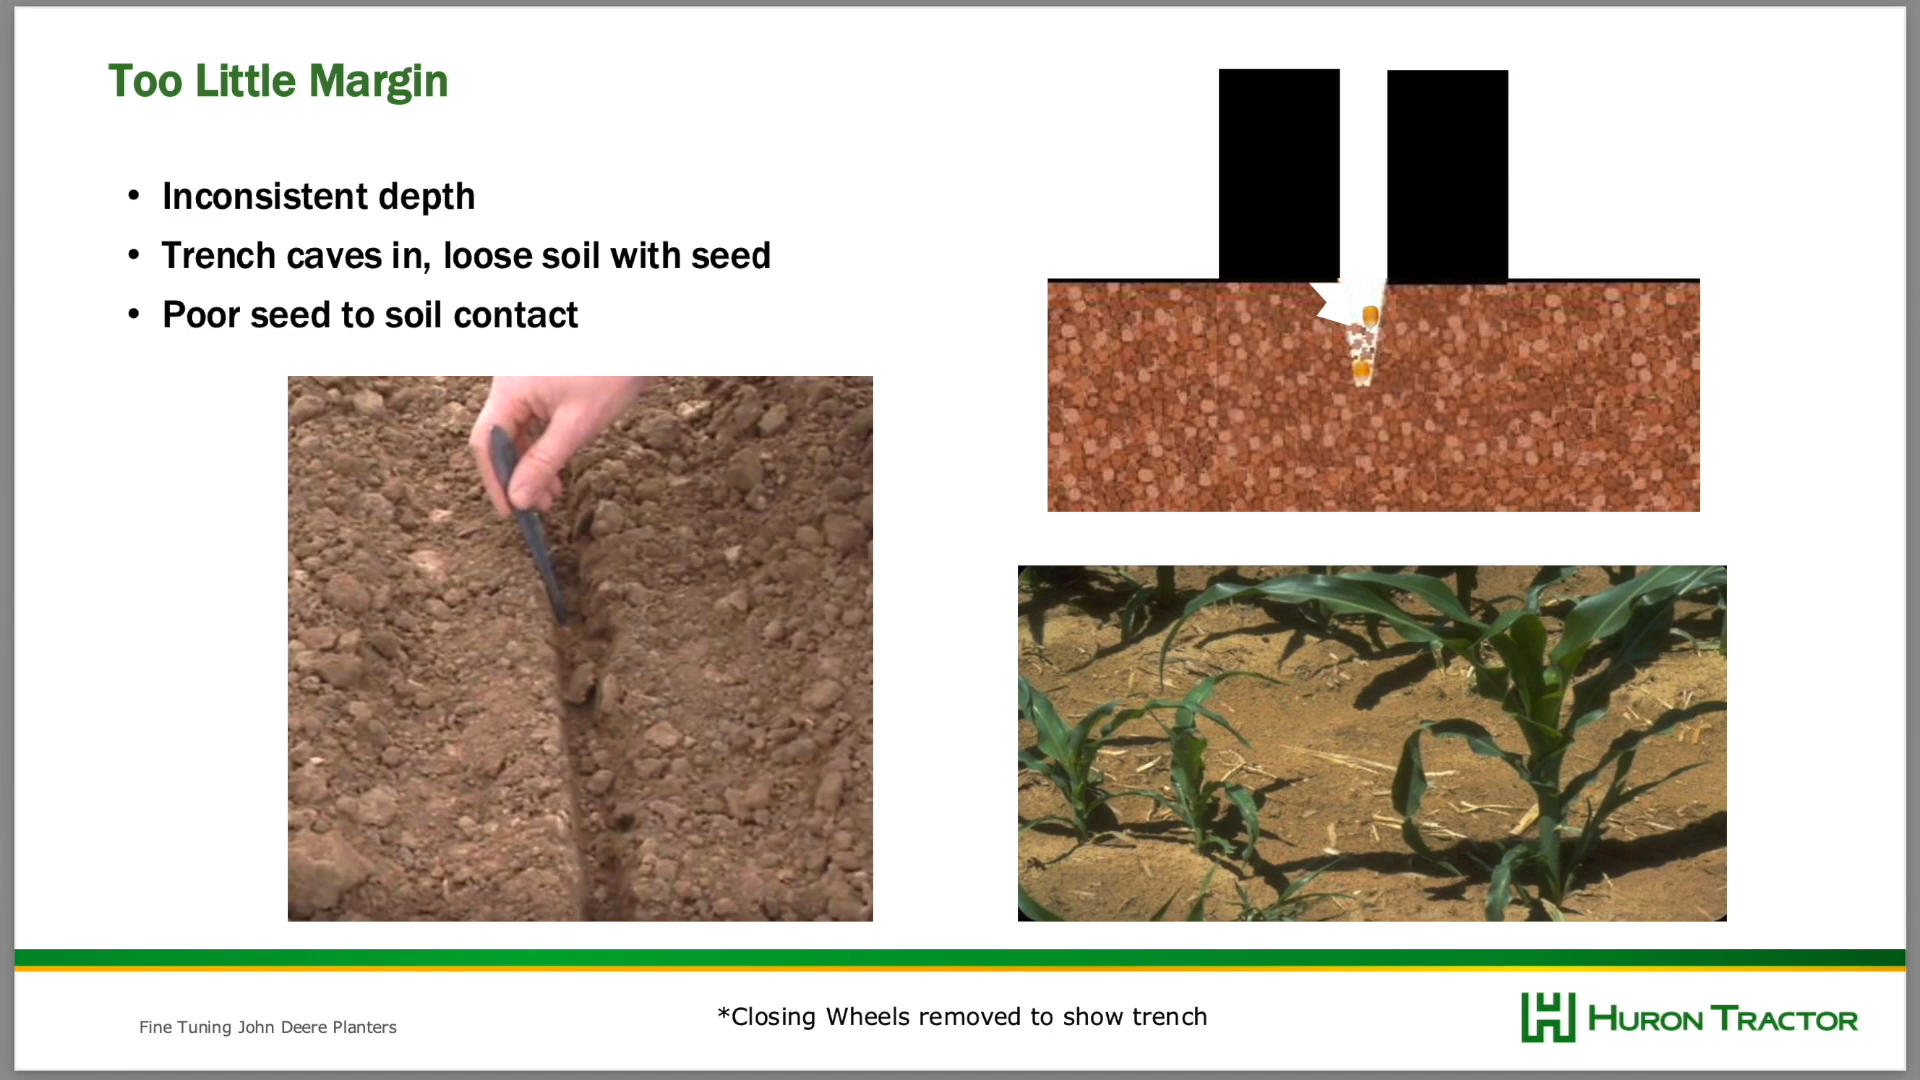 Too Little Margin
• Inconsistent depth
• Trench caves in, loose soil with seed
• Poor seed to soil contact
Fine Tuning John Deere Planters
*Closing Wheels removed to show trench
HURON TRACTOR